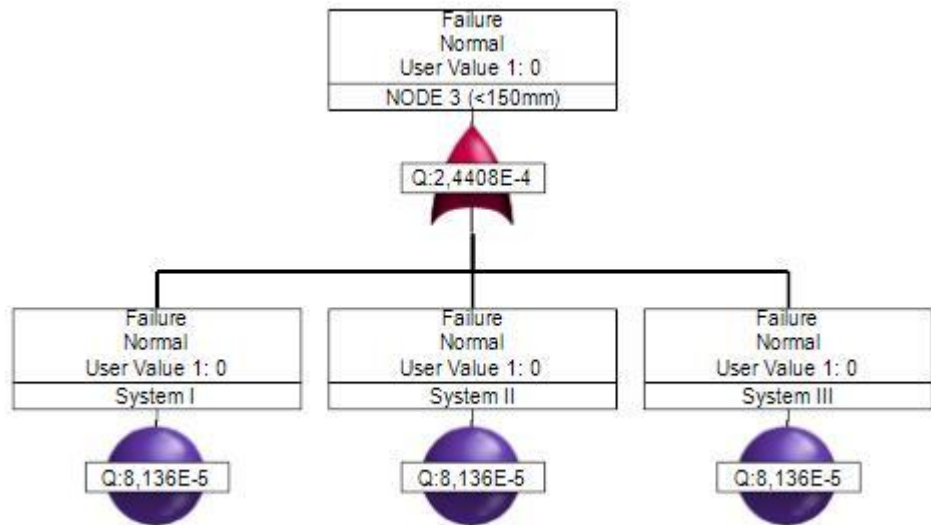 Failure
Normal
User Value 1: 0
NODE 3 (<150mm)
Q:2,4408E-4
Failure
Normal
User Value 1: 0
System I
Q:8,136E-5
Failure
Normal
User Value 1: 0
System II
Q:8,136E-5
Failure
Normal
User Value 1: 0
System III
Q:8,136E-5